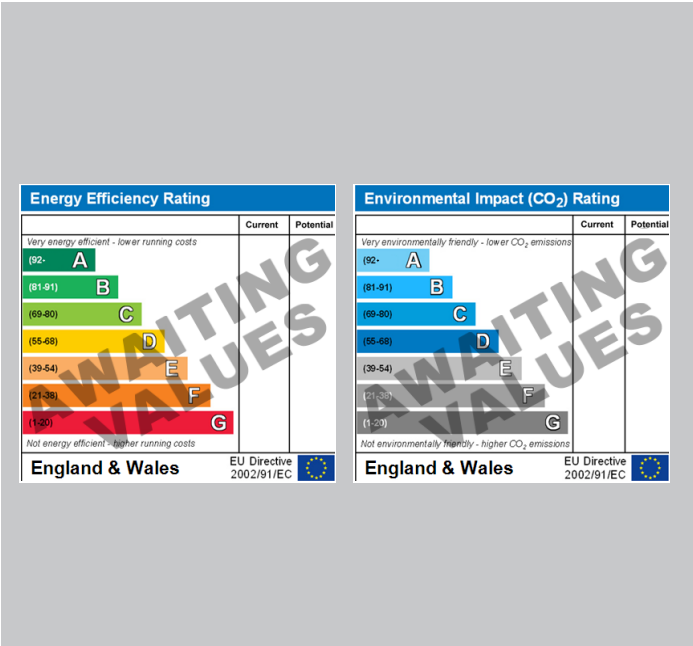 Energy Efficiency Rating
Current Potential
Very energy efficient - lower running costs
(92- A
(81-91) B
(69-80) C
(55-68) D
(39-54) E
(21-38) F
(1-20) G
Not energy efficient - higher running costs
AWAITING
VALUES
England & Wales
EU Directive
2002/91/EC
Environmental Impact (CO₂) Rating
Current Potential
Very environmentally friendly - lower CO₂ emissions
(92- A
(81-91) B
(69-80) C
(55-68) D
(39-54) E
(21-38) F
(1-20) G
Not environmentally friendly - higher CO₂ emissions
AWAITING
VALUES
England & Wales
EU Directive
2002/91/EC